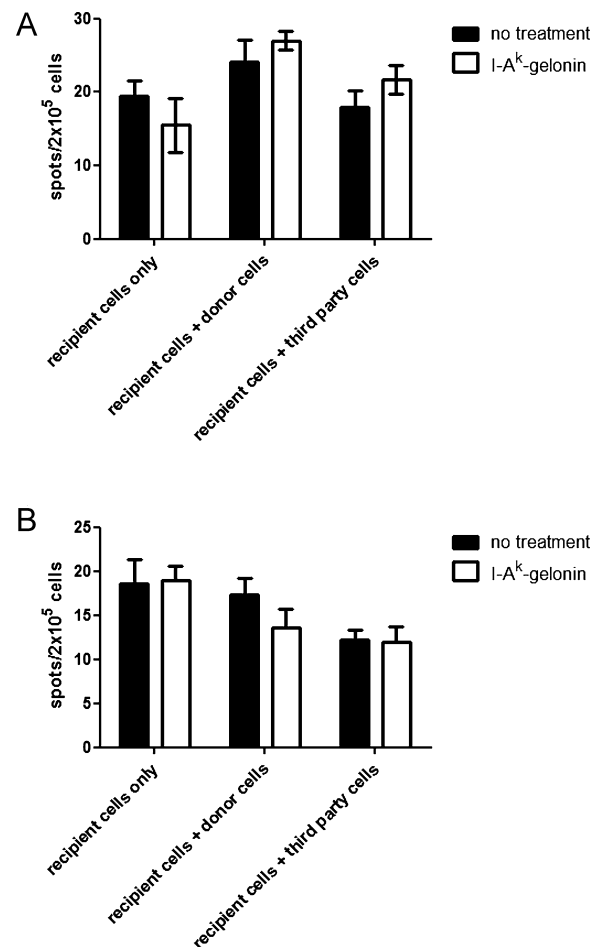 A
30
20
10
0
spots/2x10⁵ cells
no treatment
I-Aᵏ-gelonin
recipient cells only
recipient cells + donor cells
recipient cells + third party cells
B
25
20
15
10
5
0
spots/2x10⁵ cells
no treatment
I-Aᵏ-gelonin
recipient cells only
recipient cells + donor cells
recipient cells + third party cells